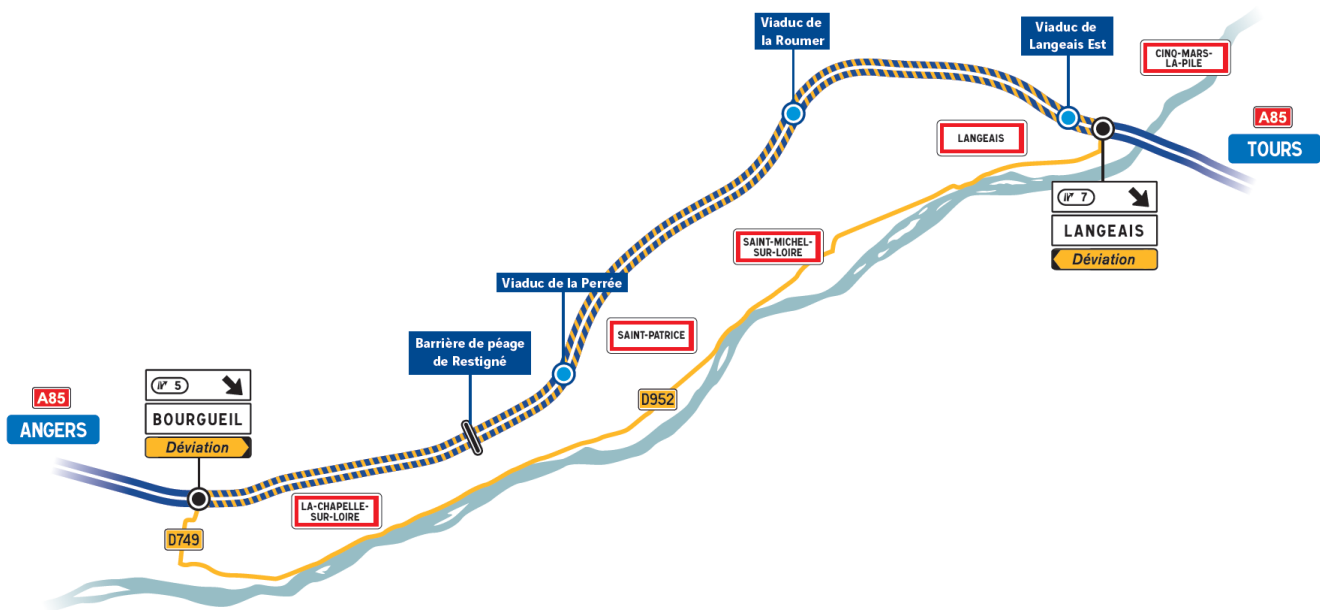 Viaduc de
la Roumer
Viaduc de
Langeais Est
CINQ-MARS-
LA-PILE
A85
TOURS
LANGEAIS
7
LANGEAIS
Déviation
SAINT-MICHEL-
SUR-LOIRE
Viaduc de la Perrée
SAINT-PATRICE
Barrière de péage
de Restigné
D952
A85
ANGERS
5
BOURGUEIL
Déviation
LA-CHAPELLE-
SUR-LOIRE
D749